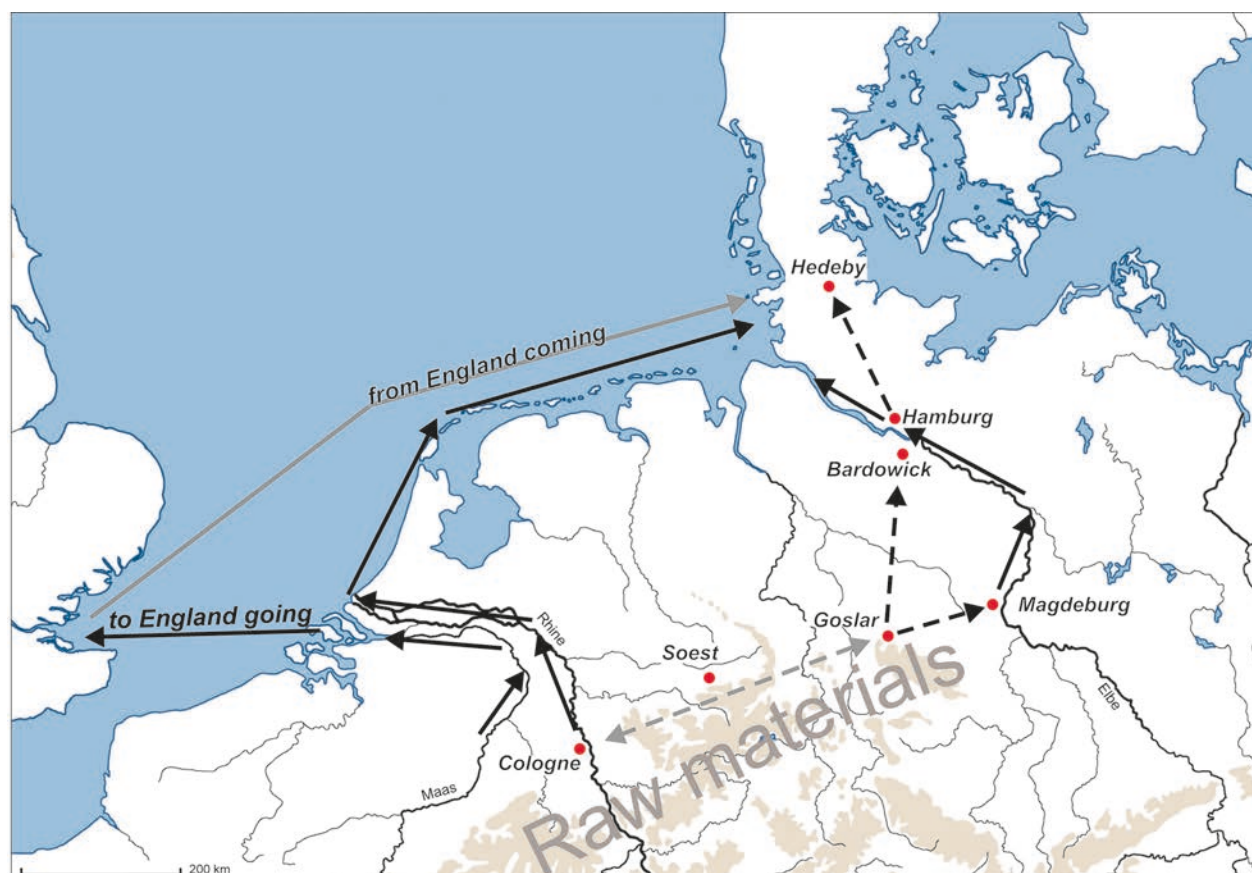 Hedeby
from England coming
Hamburg
Bardowick
to England going
Rhine
Magdeburg
Goslar
Soest
Raw materials
Elbe
Cologne
Maas
200 km